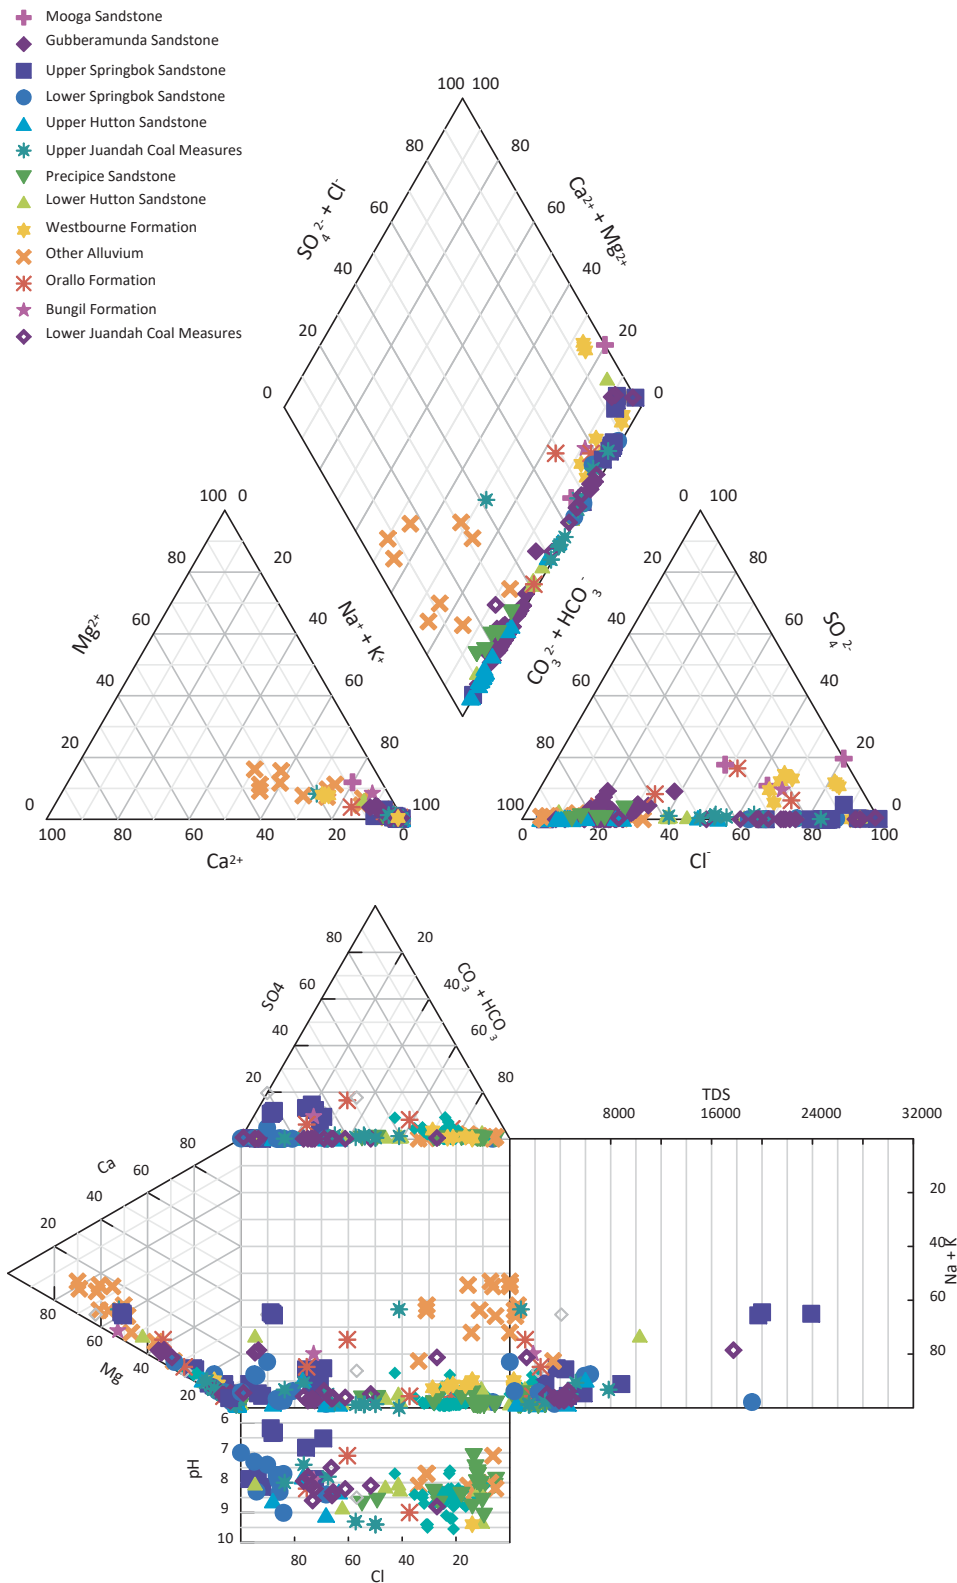 Mooga Sandstone
Gubberamunda Sandstone
Upper Springbok Sandstone
Lower Springbok Sandstone
Upper Hutton Sandstone
Upper Juandah Coal Measures
Precipice Sandstone
Lower Hutton Sandstone
Westbourne Formation
Other Alluvium
Orallo Formation
Bungil Formation
Lower Juandah Coal Measures
100 100
80 80
60 60
40 40
20 20
0 0
SO₄²⁻ + Cl⁻
Ca²⁺ + Mg²⁺
100 0
80 20
60 40
40 60
20 80
0 100
Mg²⁺
Na⁺ + K⁺
100 80 60 40 20 0
Ca²⁺
CO₃²⁻ + HCO₃⁻
SO₄²⁻
0 100
20 80
40 60
60 40
80 20
100 0
0 20 40 60 80 100
Cl⁻
80 20
60 40
40 60
20 80
SO4
CO₃ + HCO₃
TDS
8000 16000 24000 32000
Ca
80
60
40
20
Mg
80
60
40
20
20
40
60
80
Na + K
pH
6
7
8
9
10
80 60 40 20
Cl